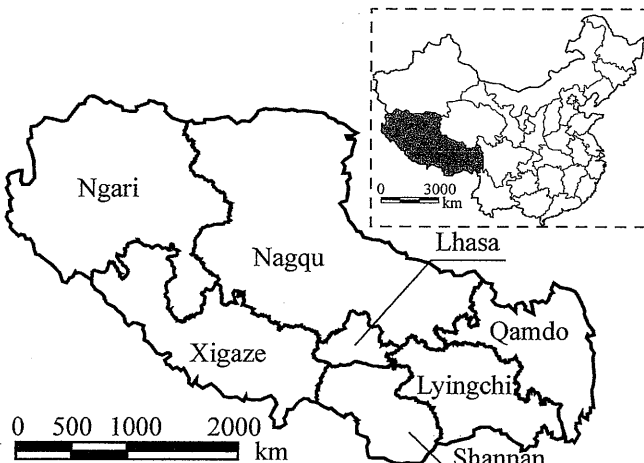 0 3000
km
Lhasa
Ngari
Nagqu
Qamdo
Xigaze
Lyingchi
Shannan
0 500 1000 2000
km